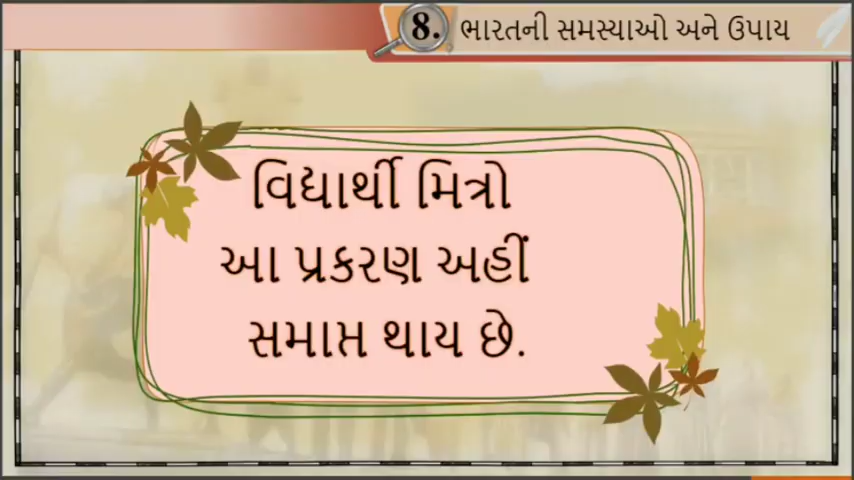 8. ભારતની સમસ્યાઓ અને ઉપાય
વિદ્યાર્થી મિત્રો
આ પ્રકરણ અહીં
સમાપ્ત થાય છે.